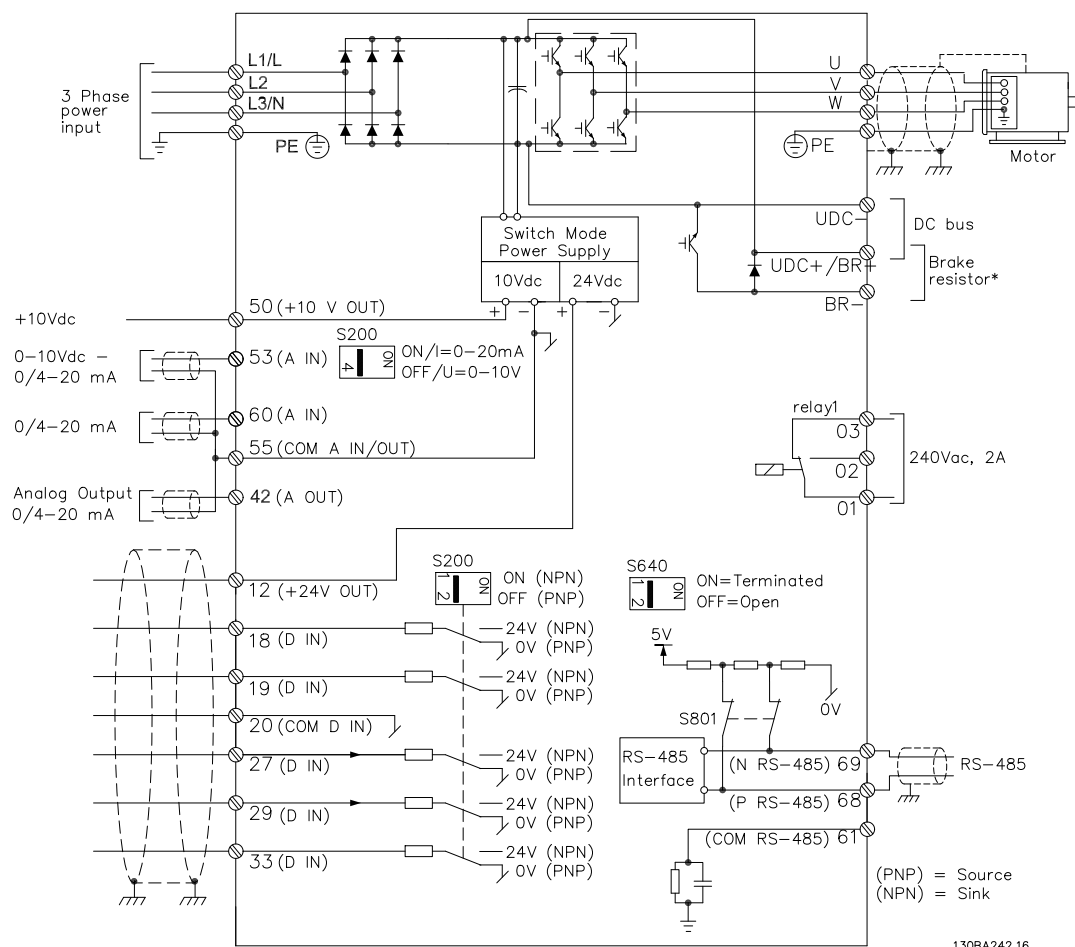 L1/L
L2
L3/N
PE
3 Phase
power
input
U
V
W
PE
Motor
UDC-
DC bus
UDC+/BR+
Brake
resistor*
BR-
Switch Mode
Power Supply
10Vdc
24Vdc
+
-
+
-
+10Vdc
50 (+10 V OUT)
S200
ON
4
ON/I=0-20mA
OFF/U=0-10V
0-10Vdc -
0/4-20 mA
53 (A IN)
0/4-20 mA
60 (A IN)
55 (COM A IN/OUT)
Analog Output
0/4-20 mA
42 (A OUT)
relay1
03
02
01
240Vac, 2A
12 (+24V OUT)
S200
ON
1 2
ON (NPN)
OFF (PNP)
S640
ON
1 2
ON=Terminated
OFF=Open
18 (D IN)
24V (NPN)
0V (PNP)
19 (D IN)
24V (NPN)
0V (PNP)
20 (COM D IN)
27 (D IN)
24V (NPN)
0V (PNP)
29 (D IN)
24V (NPN)
0V (PNP)
33 (D IN)
24V (NPN)
0V (PNP)
5V
0V
S801
RS-485
Interface
(N RS-485) 69
RS-485
(P RS-485) 68
(COM RS-485) 61
(PNP) = Source
(NPN) = Sink
130BA242.16